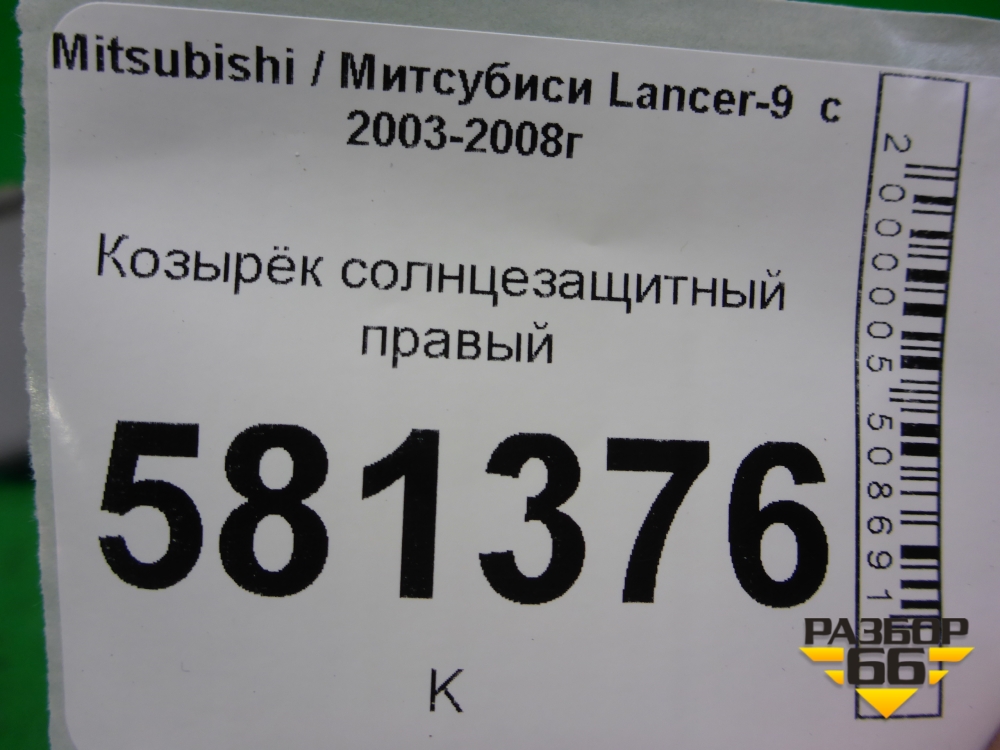 Mitsubishi / Митсубиси Lancer-9 с
2003-2008г
Козырёк солнцезащитный
правый
581376
К
2000005508691
РАЗБОР
66